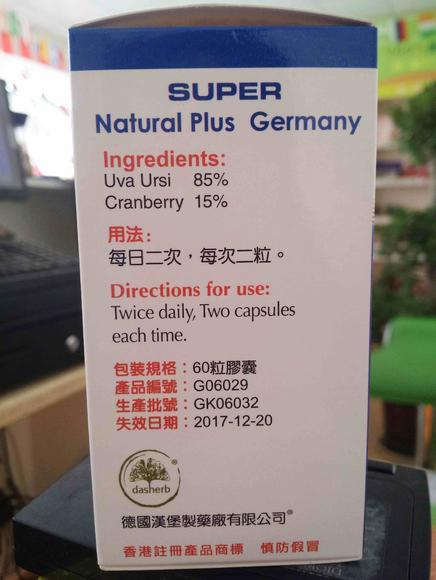 SUPER
Natural Plus Germany
Ingredients:
Uva Ursi 85%
Cranberry 15%
用法:
每日二次，每次二粒。
Directions for use:
Twice daily, Two capsules
each time.
包裝規格：60粒膠囊
產品編號：G06029
生產批號：GK06032
失效日期：2017-12-20
dasherb®
德國漢堡製藥廠有限公司®
香港註冊產品商標 慎防假冒